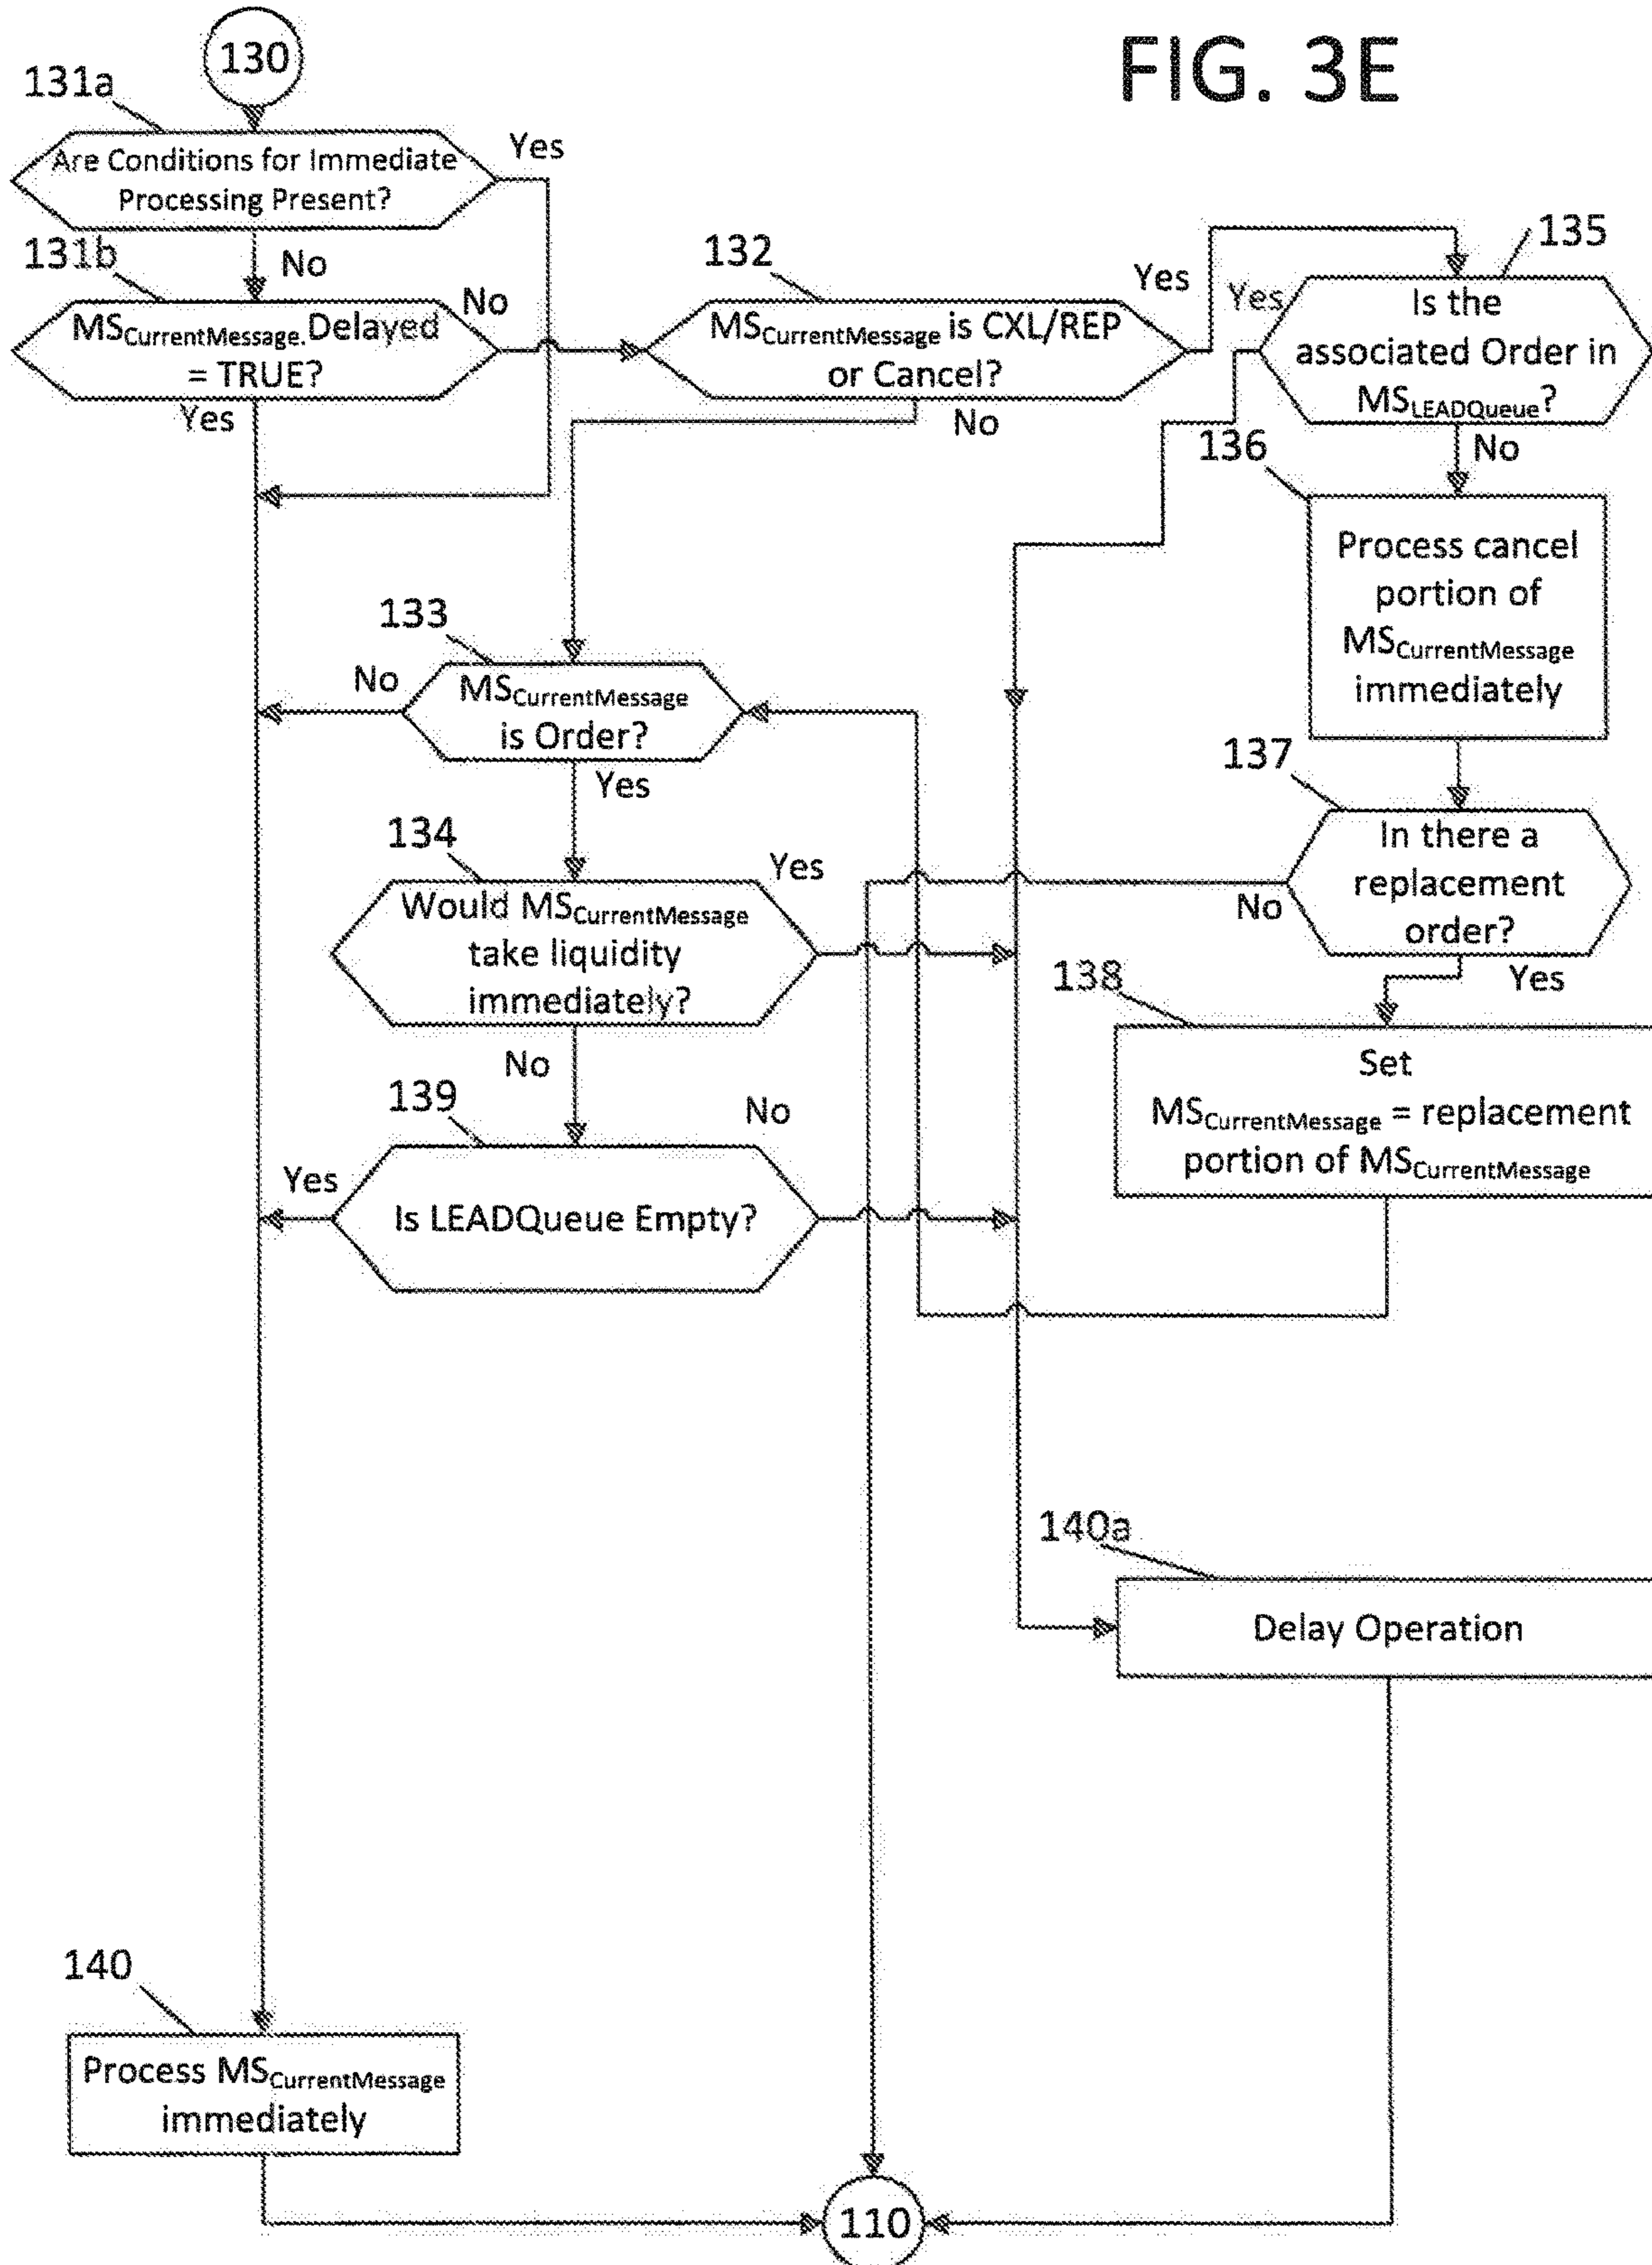 FIG. 3E
130
131a
Are Conditions for Immediate
Processing Present?
Yes
No
131b
MSCurrentMessage.Delayed
= TRUE?
No
Yes
132
MSCurrentMessage is CXL/REP
or Cancel?
Yes
No
135
Yes
Is the
associated Order in
MSLEADQueue?
No
136
Process cancel
portion of
MSCurrentMessage
immediately
133
No
MSCurrentMessage
is Order?
Yes
137
In there a
replacement
order?
No
Yes
134
Would MSCurrentMessage
take liquidity
immediately?
Yes
No
138
Set
MSCurrentMessage = replacement
portion of MSCurrentMessage
139
No
Yes
Is LEADQueue Empty?
140a
Delay Operation
140
Process MSCurrentMessage
immediately
110